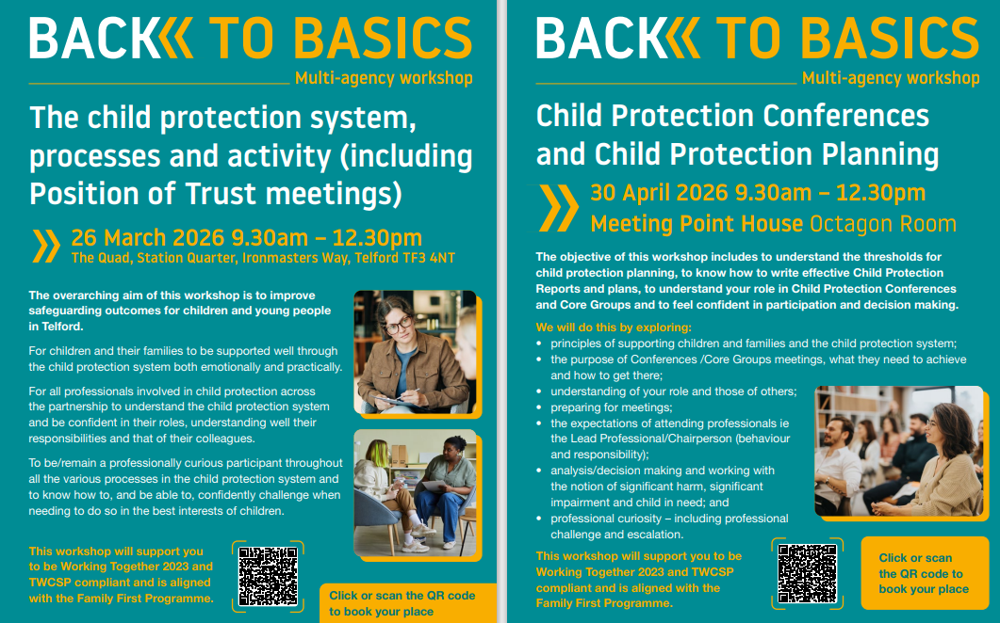 BACK TO BASICS
Multi-agency workshop
The child protection system,
processes and activity (including
Position of Trust meetings)
26 March 2026 9.30am – 12.30pm
The Quad, Station Quarter, Ironmasters Way, Telford TF3 4NT
The overarching aim of this workshop is to improve
safeguarding outcomes for children and young people
in Telford.
For children and their families to be supported well through
the child protection system both emotionally and practically.
For all professionals involved in child protection across
the partnership to understand the child protection system
and be confident in their roles, understanding well their
responsibilities and that of their colleagues.
To be/remain a professionally curious participant throughout
all the various processes in the child protection system and
to know how to, and be able to, confidently challenge when
needing to do so in the best interests of children.
This workshop will support you
to be Working Together 2023 and
TWCSP compliant and is aligned
with the Family First Programme.
Click or scan the QR code
to book your place
BACK TO BASICS
Multi-agency workshop
Child Protection Conferences
and Child Protection Planning
30 April 2026 9.30am – 12.30pm
Meeting Point House Octagon Room
The objective of this workshop includes to understand the thresholds for
child protection planning, to know how to write effective Child Protection
Reports and plans, to understand your role in Child Protection Conferences
and Core Groups and to feel confident in participation and decision making.
We will do this by exploring:
• principles of supporting children and families and the child protection system;
• the purpose of Conferences /Core Groups meetings, what they need to achieve
and how to get there;
• understanding of your role and those of others;
• preparing for meetings;
• the expectations of attending professionals ie
the Lead Professional/Chairperson (behaviour
and responsibility);
• analysis/decision making and working with
the notion of significant harm, significant
impairment and child in need; and
• professional curiosity – including professional
challenge and escalation.
This workshop will support you to be
Working Together 2023 and TWCSP
compliant and is aligned with the
Family First Programme.
Click or scan
the QR code to
book your place